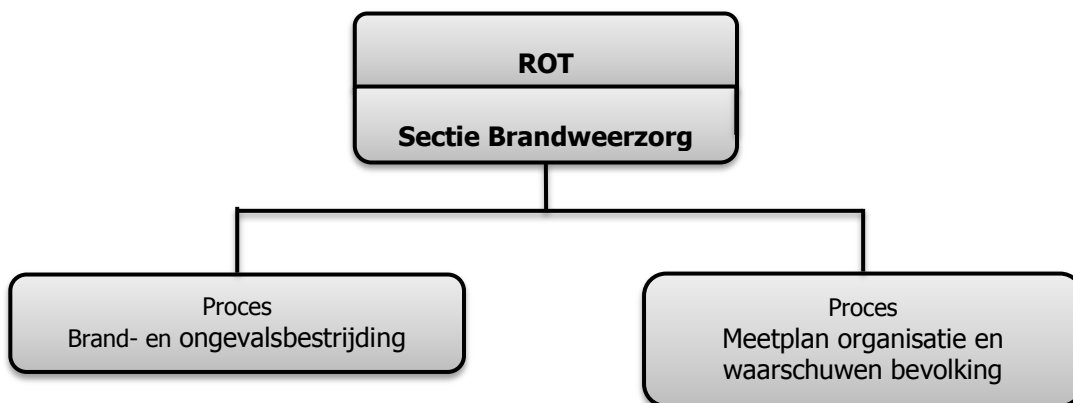 ROT
Sectie Brandweerzorg
Proces
Brand- en ongevalsbestrijding
Proces
Meetplan organisatie en
waarschuwen bevolking